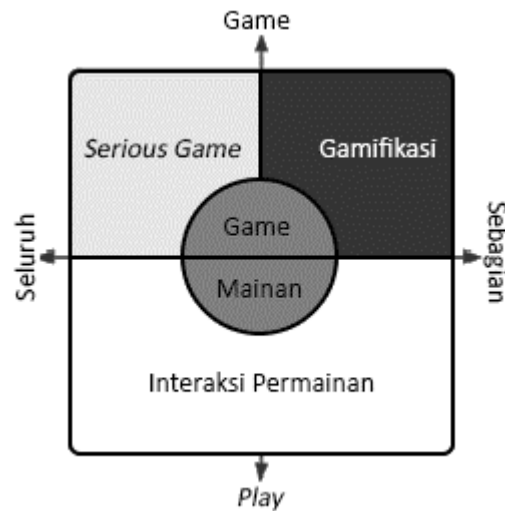 Game
Serious Game
Gamifikasi
Game
Seluruh
Sebagian
Mainan
Interaksi Permainan
Play